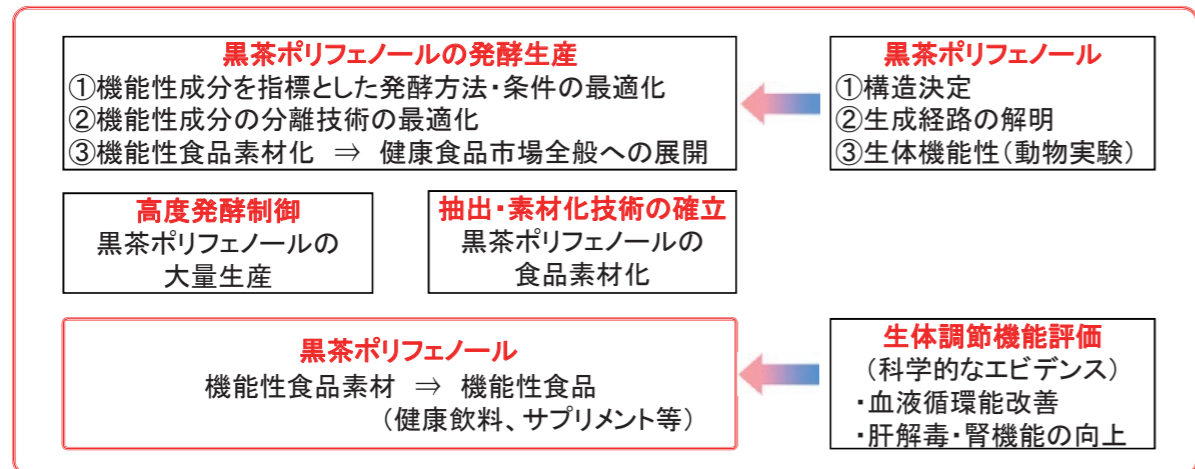 黒茶ポリフェノールの発酵生産
①機能性成分を指標とした発酵方法・条件の最適化
②機能性成分の分離技術の最適化
③機能性食品素材化 ⇒ 健康食品市場全般への展開
黒茶ポリフェノール
①構造決定
②生成経路の解明
③生体機能性(動物実験)
高度発酵制御
黒茶ポリフェノールの
大量生産
抽出・素材化技術の確立
黒茶ポリフェノールの
食品素材化
黒茶ポリフェノール
機能性食品素材 ⇒ 機能性食品
(健康飲料、サプリメント等)
生体調節機能評価
(科学的なエビデンス)
・血液循環能改善
・肝解毒・腎機能の向上